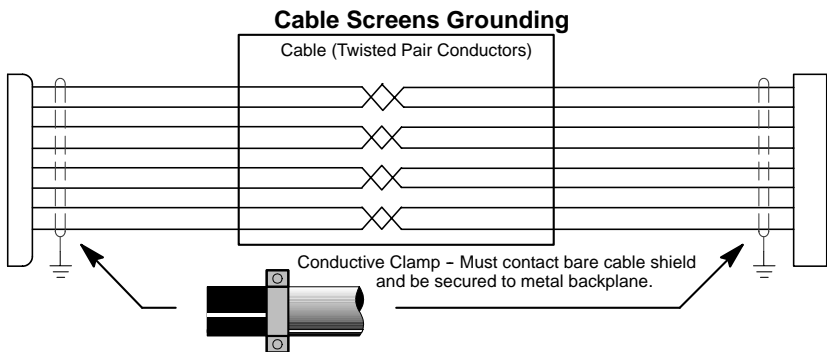 Cable Screens Grounding
Cable (Twisted Pair Conductors)
Conductive Clamp – Must contact bare cable shield
and be secured to metal backplane.